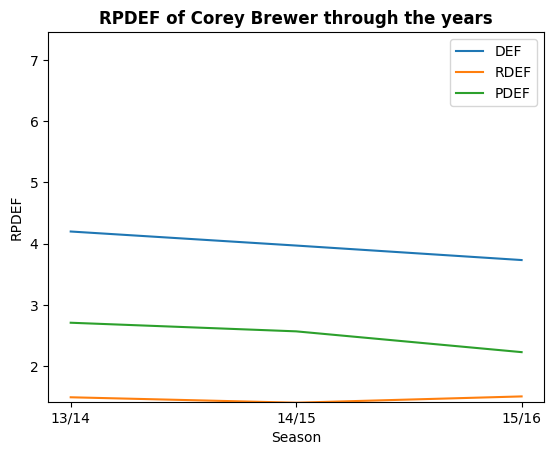 RPDEF of Corey Brewer through the years
DEF
RDEF
PDEF
7
6
5
4
3
2
RPDEF
13/14
14/15
15/16
Season